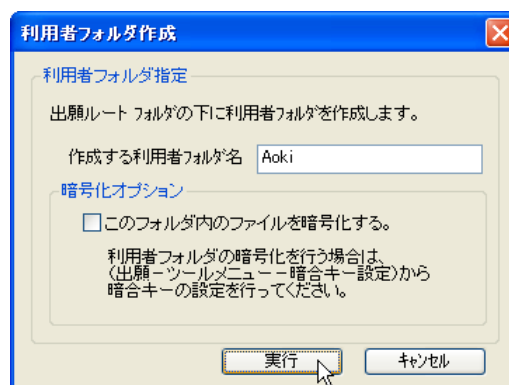 利用者フォルダ作成
利用者フォルダ指定
出願ルート フォルダの下に利用者フォルダを作成します。
作成する利用者フォルダ名 Aoki
暗号化オプション
このフォルダ内のファイルを暗号化する。
利用者フォルダの暗号化を行う場合は、
(出願－ツールメニュー－暗合キー設定)から
暗合キーの設定を行ってください。
実行 キャンセル